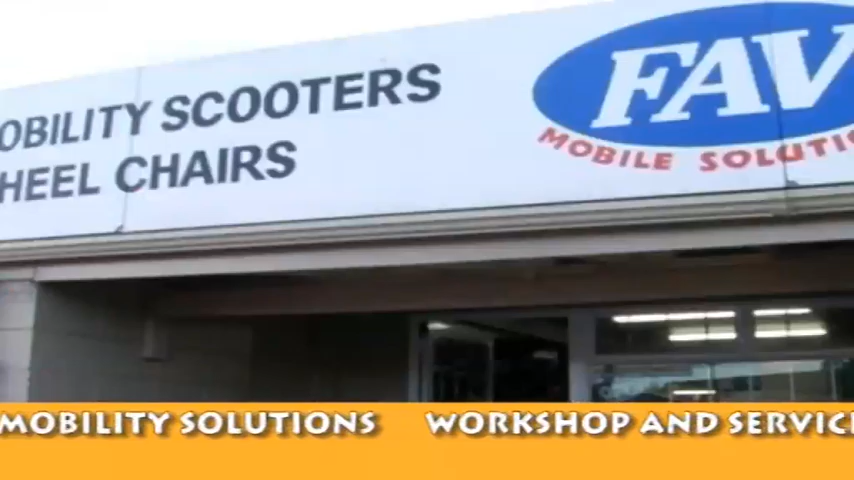 OBILITY SCOOTERS
HEEL CHAIRS
FAV
MOBILE SOLUTI
MOBILITY SOLUTIONS WORKSHOP AND SERVIC